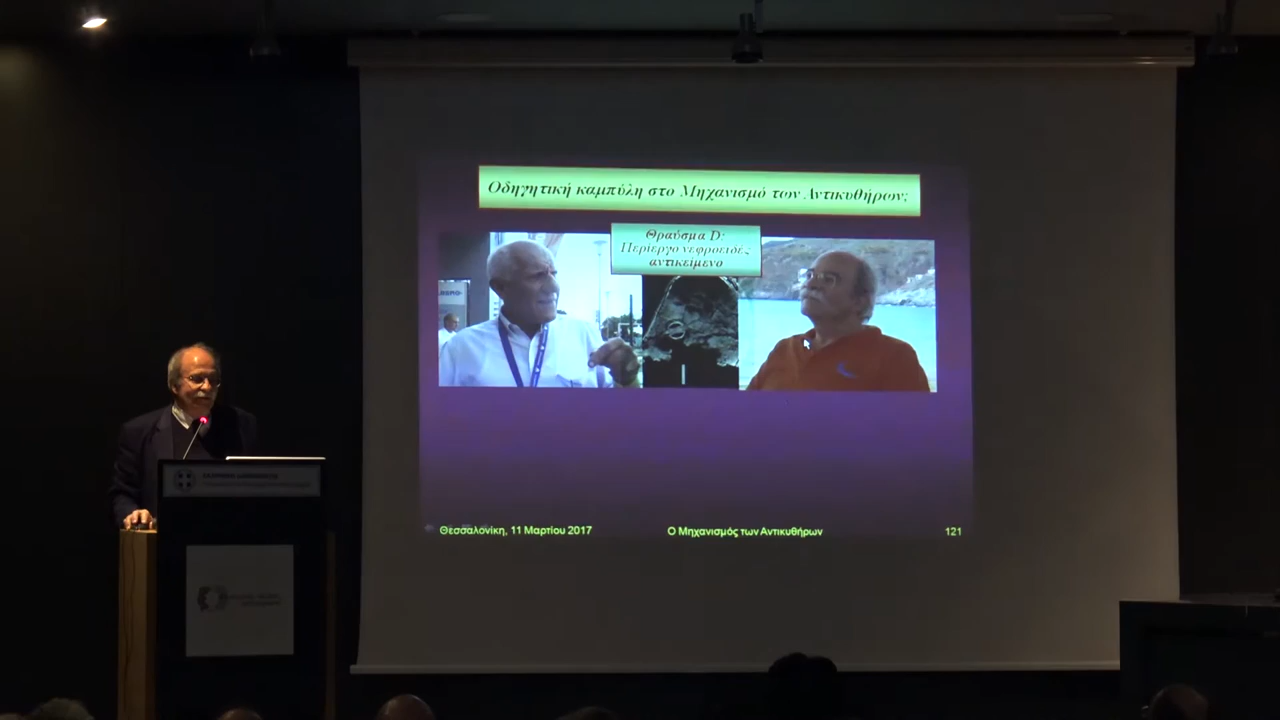 Οδηγητική καμπύλη στο Μηχανισμό των Αντικυθήρων;
Θραύσμα D:
Περίεργο νεφροειδές
αντικείμενο
Θεσσαλονίκη, 11 Μαρτίου 2017
Ο Μηχανισμός των Αντικυθήρων
121